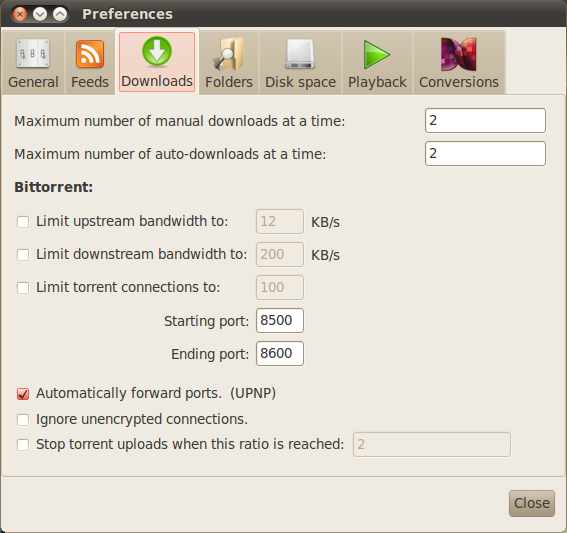 Preferences
General Feeds Downloads Folders Disk space Playback Conversions
Maximum number of manual downloads at a time: 2
Maximum number of auto-downloads at a time: 2
Bittorrent:
Limit upstream bandwidth to: 12 KB/s
Limit downstream bandwidth to: 200 KB/s
Limit torrent connections to: 100
Starting port: 8500
Ending port: 8600
Automatically forward ports. (UPNP)
Ignore unencrypted connections.
Stop torrent uploads when this ratio is reached: 2
Close